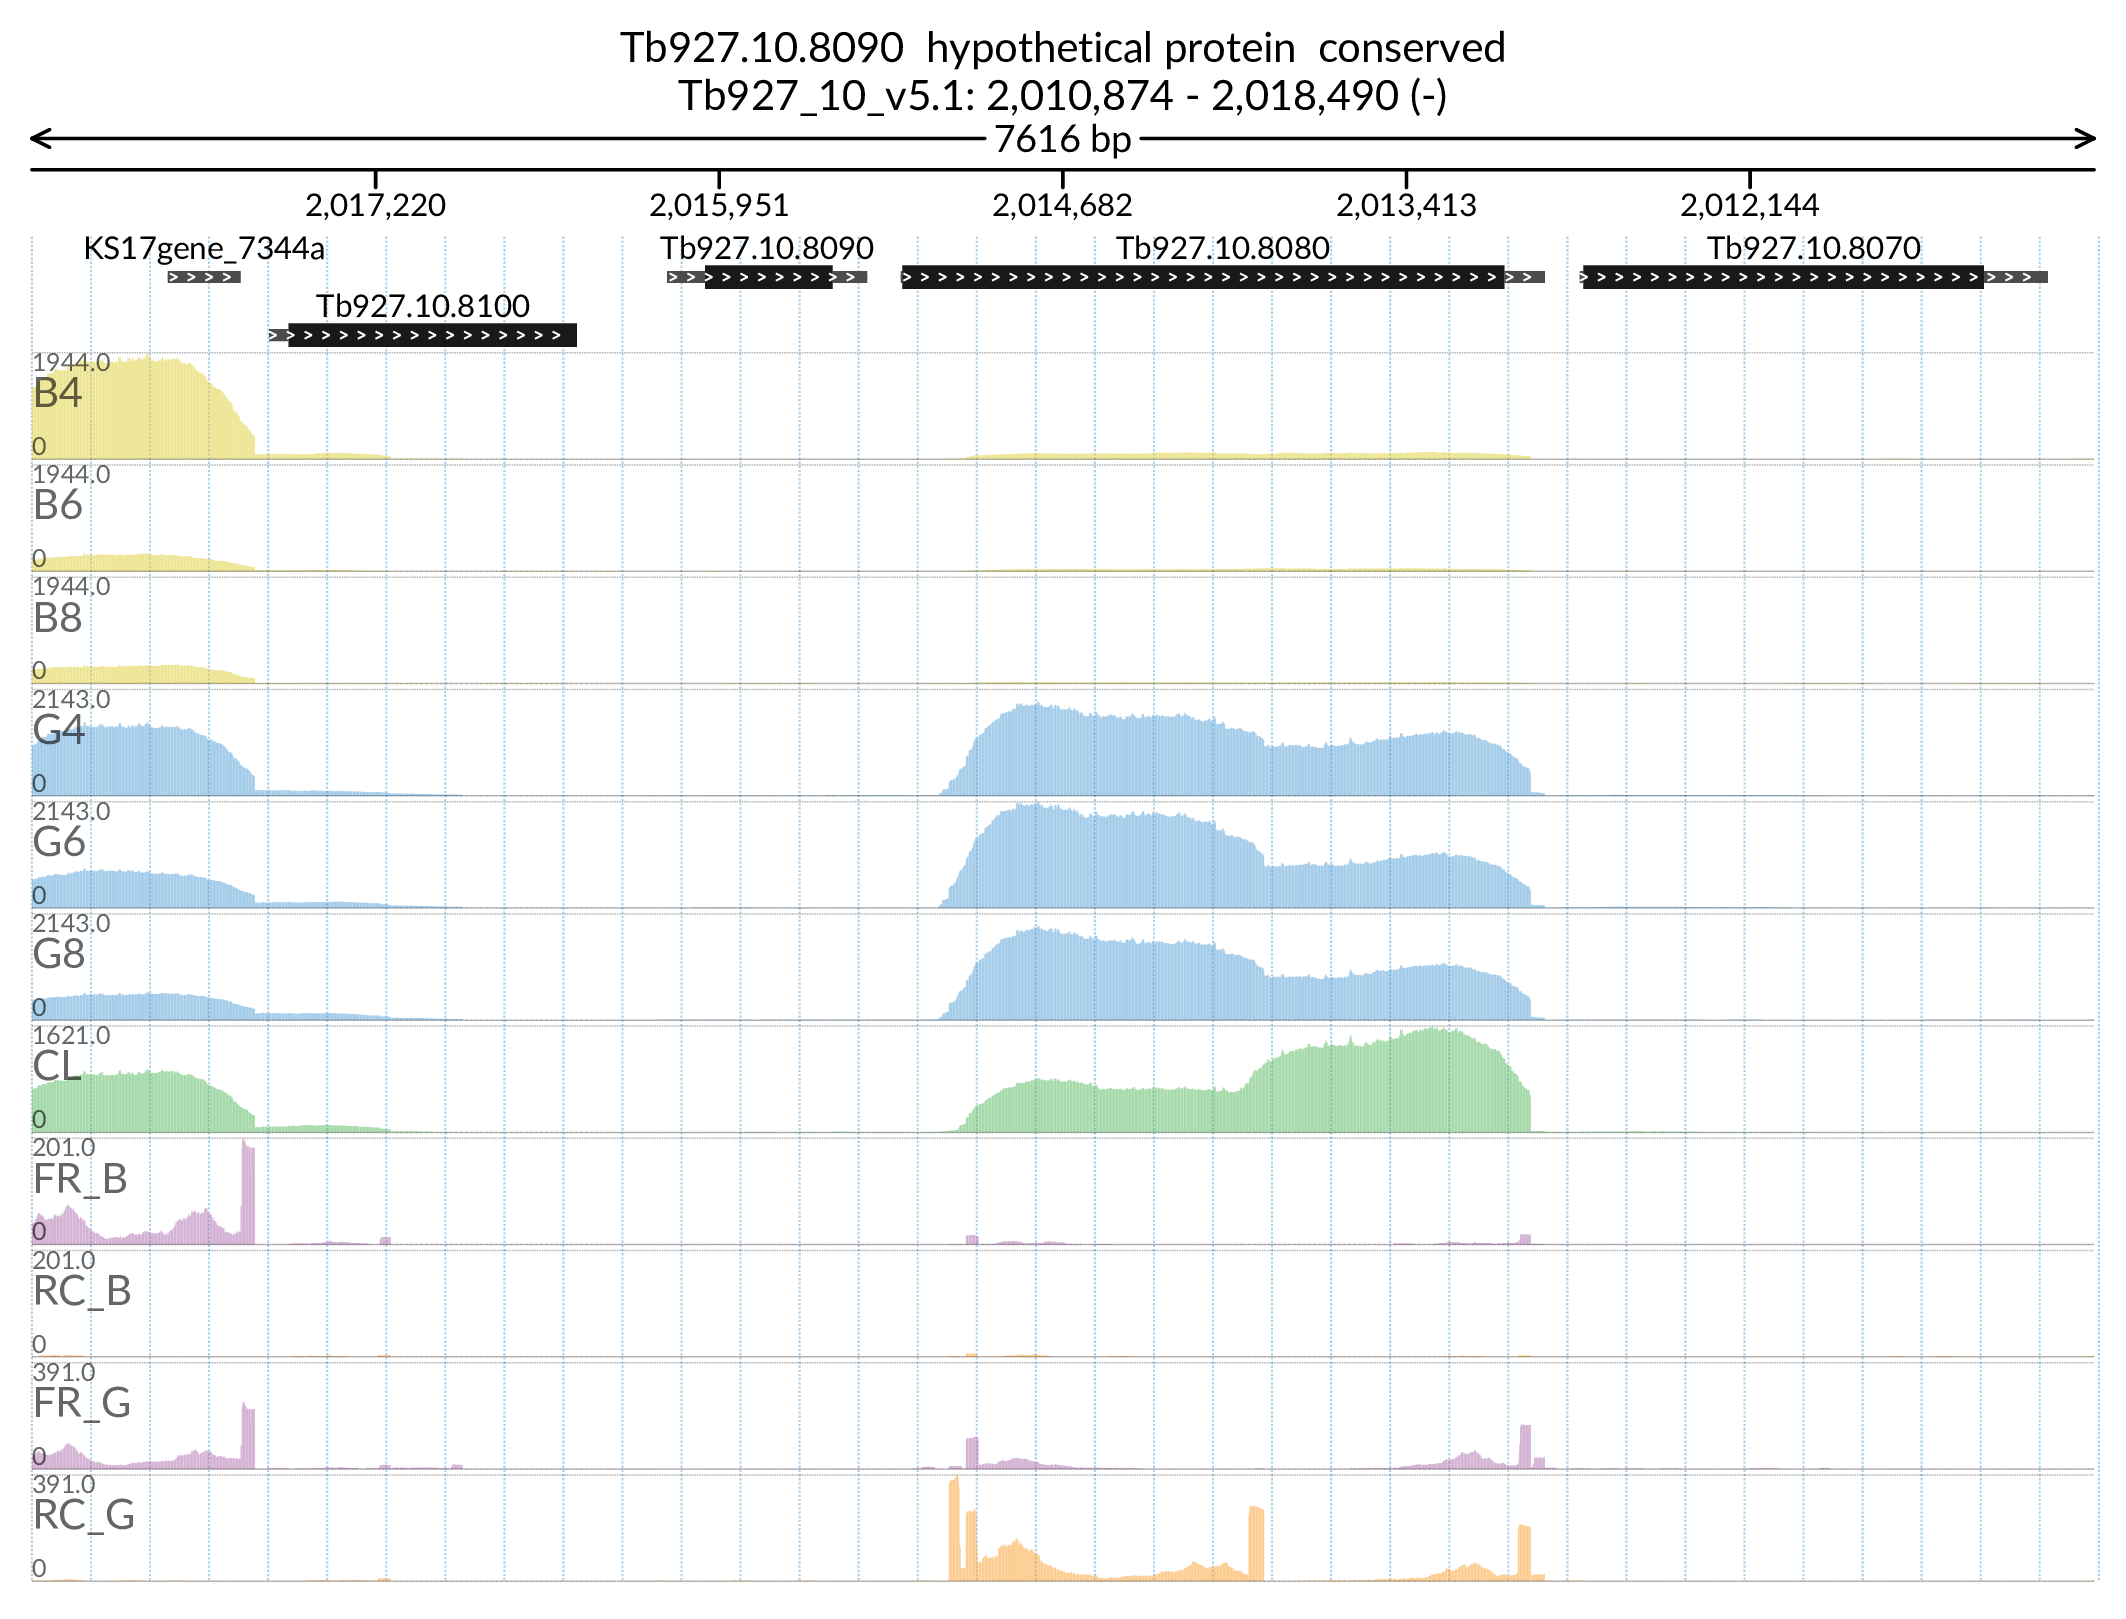 Tb927.10.8090 hypothetical protein conserved
Tb927_10_v5.1: 2,010,874 - 2,018,490 (-)
7616 bp
2,017,220 2,015,951 2,014,682 2,013,413 2,012,144
KS17gene_7344a Tb927.10.8090 Tb927.10.8080 Tb927.10.8070
Tb927.10.8100
1944.0
B4
0
1944.0
B6
0
1944.0
B8
0
2143.0
G4
0
2143.0
G6
0
2143.0
G8
0
1621.0
CL
0
201.0
FR_B
0
201.0
RC_B
0
391.0
FR_G
0
391.0
RC_G
0